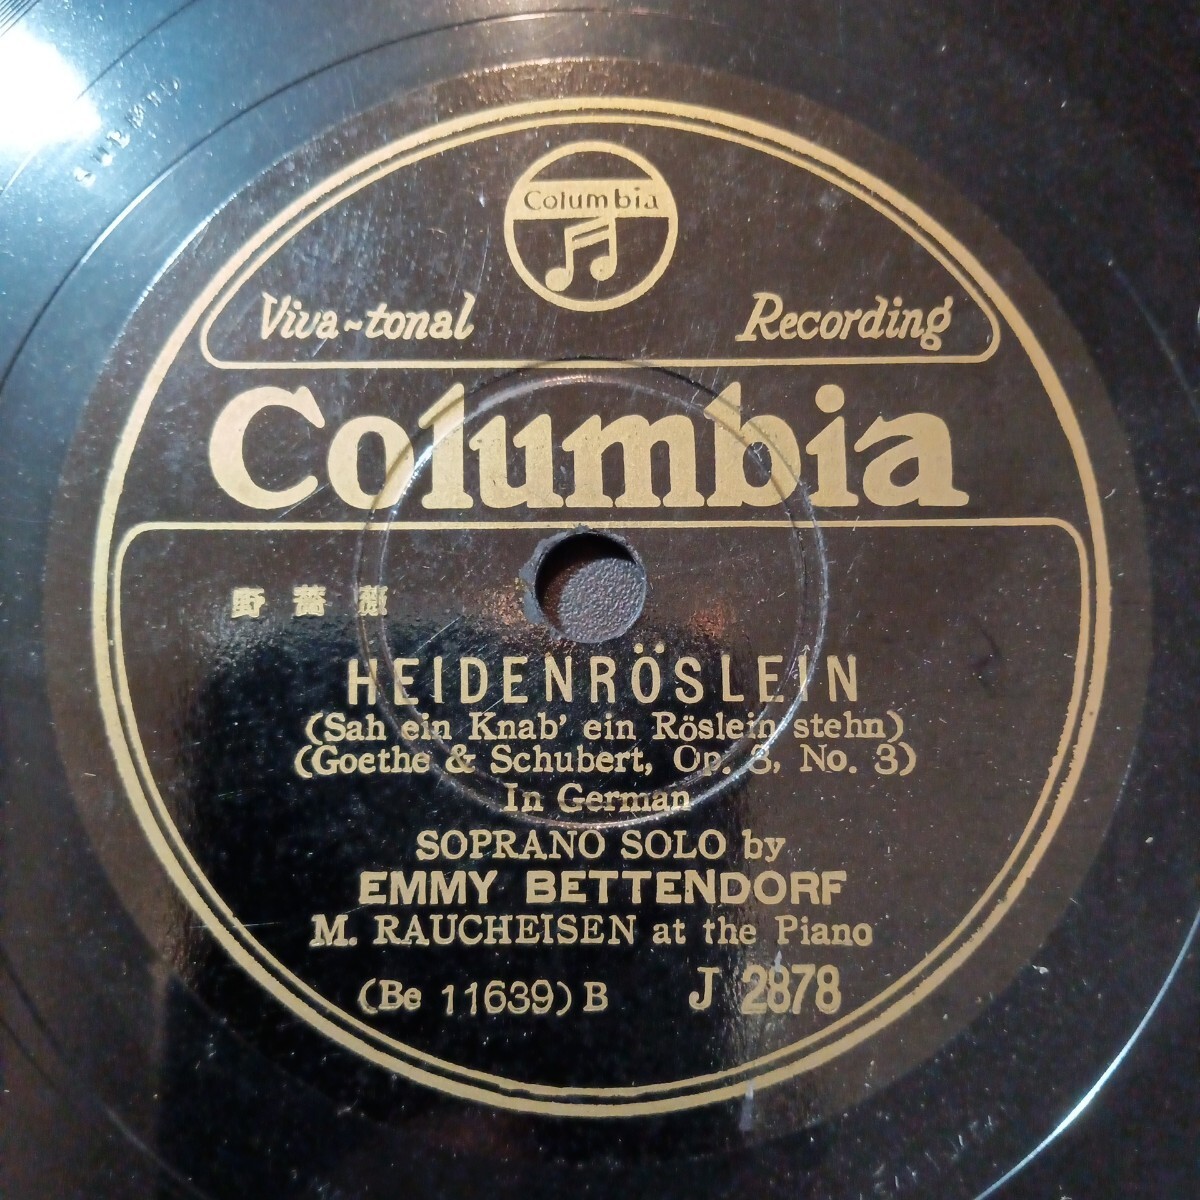 Columbia
Viva-tonal Recording
Columbia
野薔薇
HEIDENRÖSLEIN
(Sah ein Knab' ein Röslein stehn)
(Goethe & Schubert, Op. 3, No. 3)
In German
SOPRANO SOLO by
EMMY BETTENDORF
M. RAUCHEISEN at the Piano
(Be 11639) B J 2878